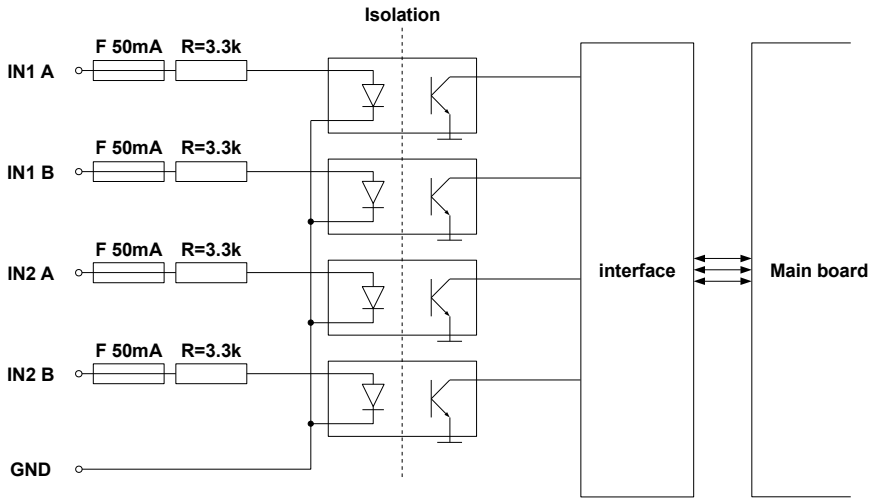 Isolation
F 50mA R=3.3k
IN1 A
F 50mA R=3.3k
IN1 B
F 50mA R=3.3k
IN2 A
interface
Main board
F 50mA R=3.3k
IN2 B
GND